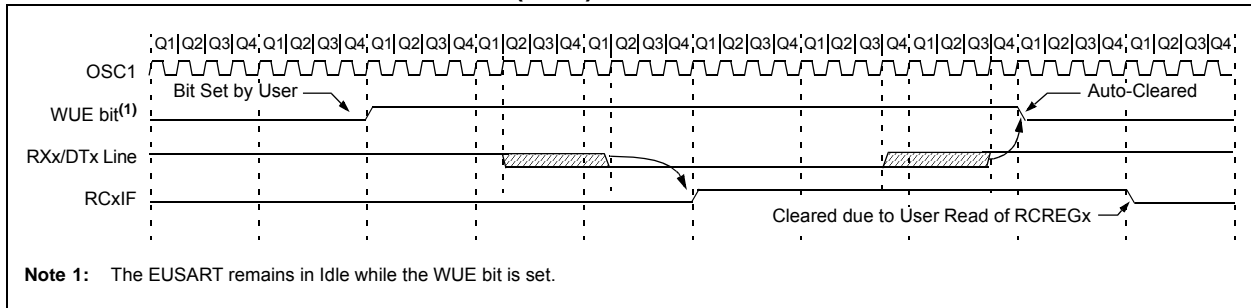 Q1 Q2 Q3 Q4 Q1 Q2 Q3 Q4 Q1 Q2 Q3 Q4 Q1 Q2 Q3 Q4 Q1 Q2 Q3 Q4 Q1 Q2 Q3 Q4 Q1 Q2 Q3 Q4 Q1 Q2 Q3 Q4 Q1 Q2 Q3 Q4 Q1 Q2 Q3 Q4
OSC1
Bit Set by User
Auto-Cleared
WUE bit(1)
RXx/DTx Line
RCxIF
Cleared due to User Read of RCREGx
Note 1: The EUSART remains in Idle while the WUE bit is set.